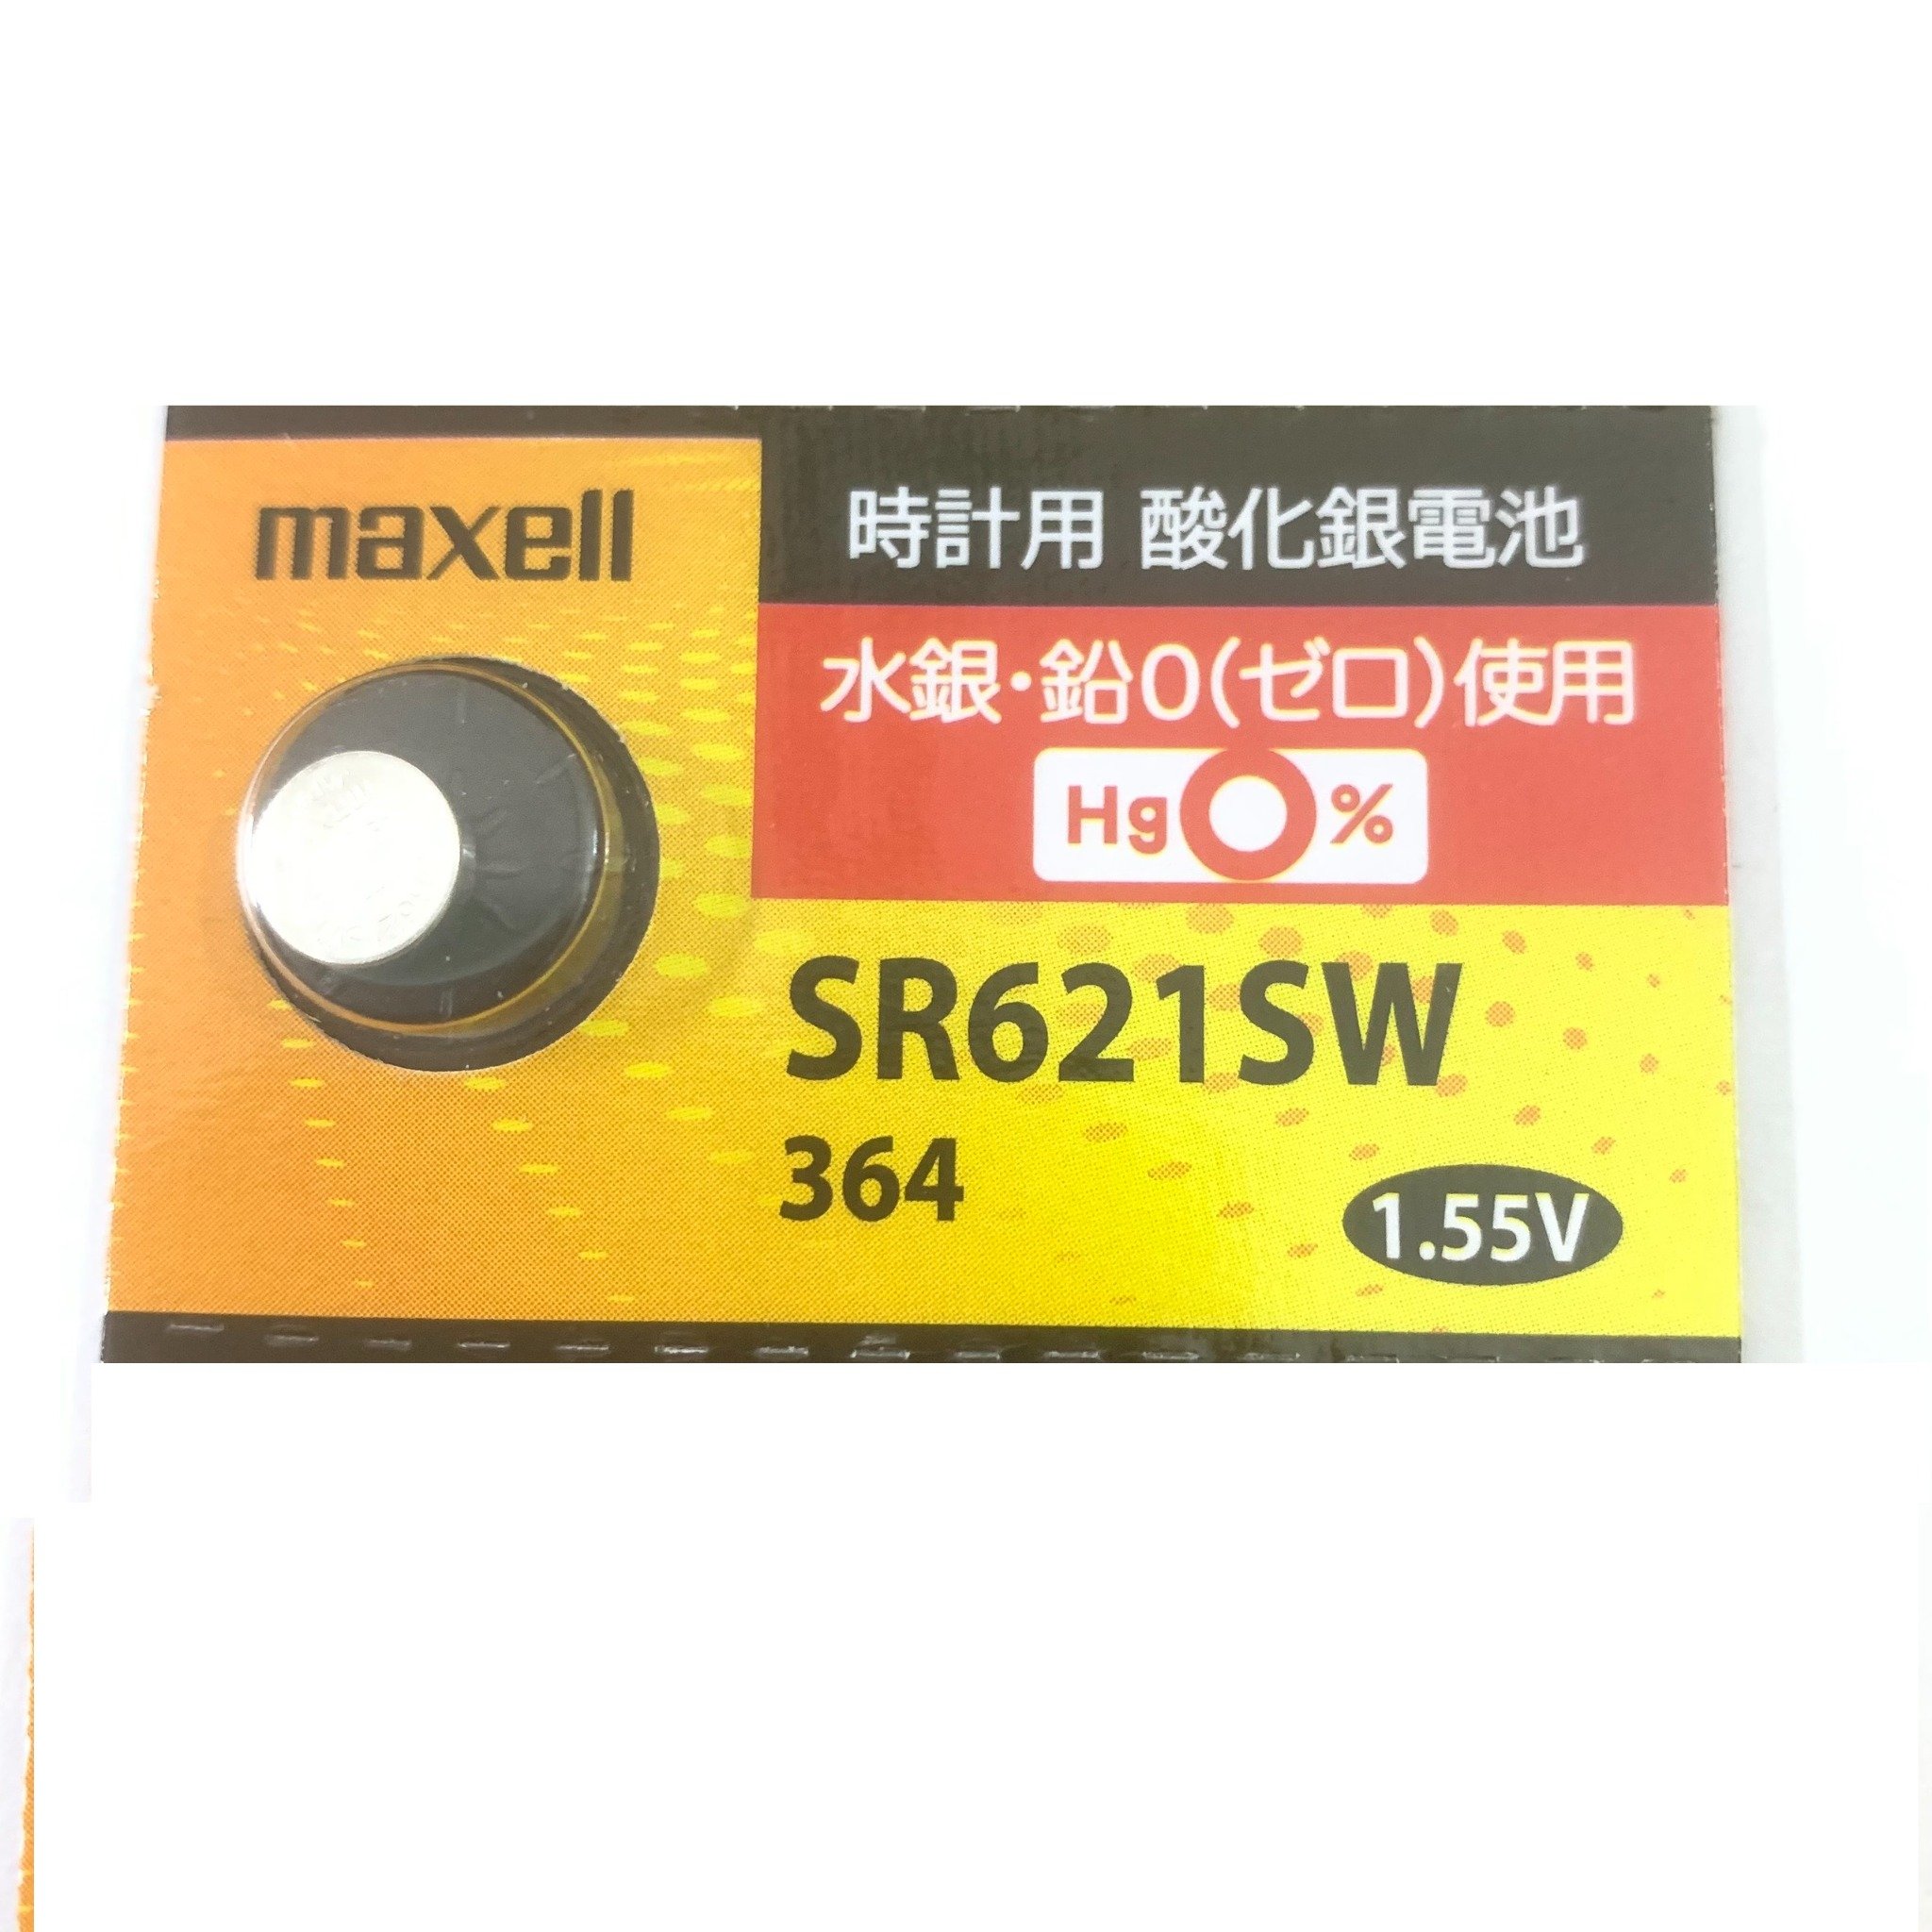 maxell
時計用 酸化銀電池
水銀・鉛0(ゼロ)使用
Hg0%
SR621SW
364
1.55V